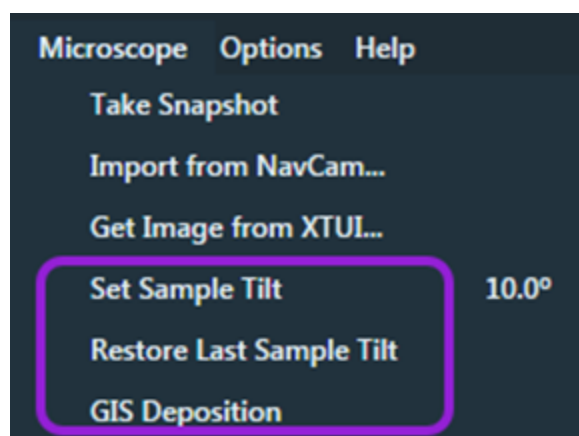 Microscope Options Help
Take Snapshot
Import from NavCam...
Get Image from XTUI...
Set Sample Tilt 10.0º
Restore Last Sample Tilt
GIS Deposition